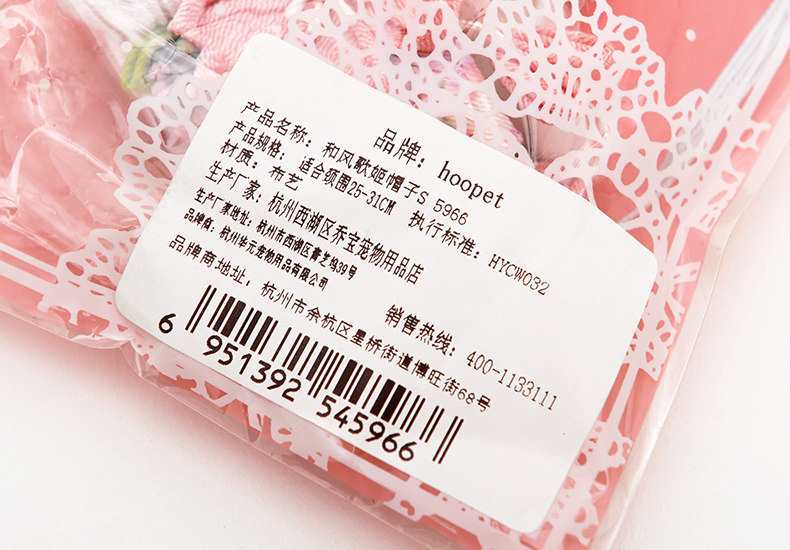 品牌：hoopet
产品名称：和风歌姬帽子S 5966
产品规格：适合颈围25-31CM 执行标准：HYCW032
材质：布艺
生产厂家：杭州西湖区乔宝宠物用品店
生产厂家地址：杭州市西湖区青芝坞39号
品牌商：杭州华元宠物用品有限公司 销售热线：400-1133111
品牌商地址：杭州市余杭区星桥街道博旺街68号
6 951392 545966